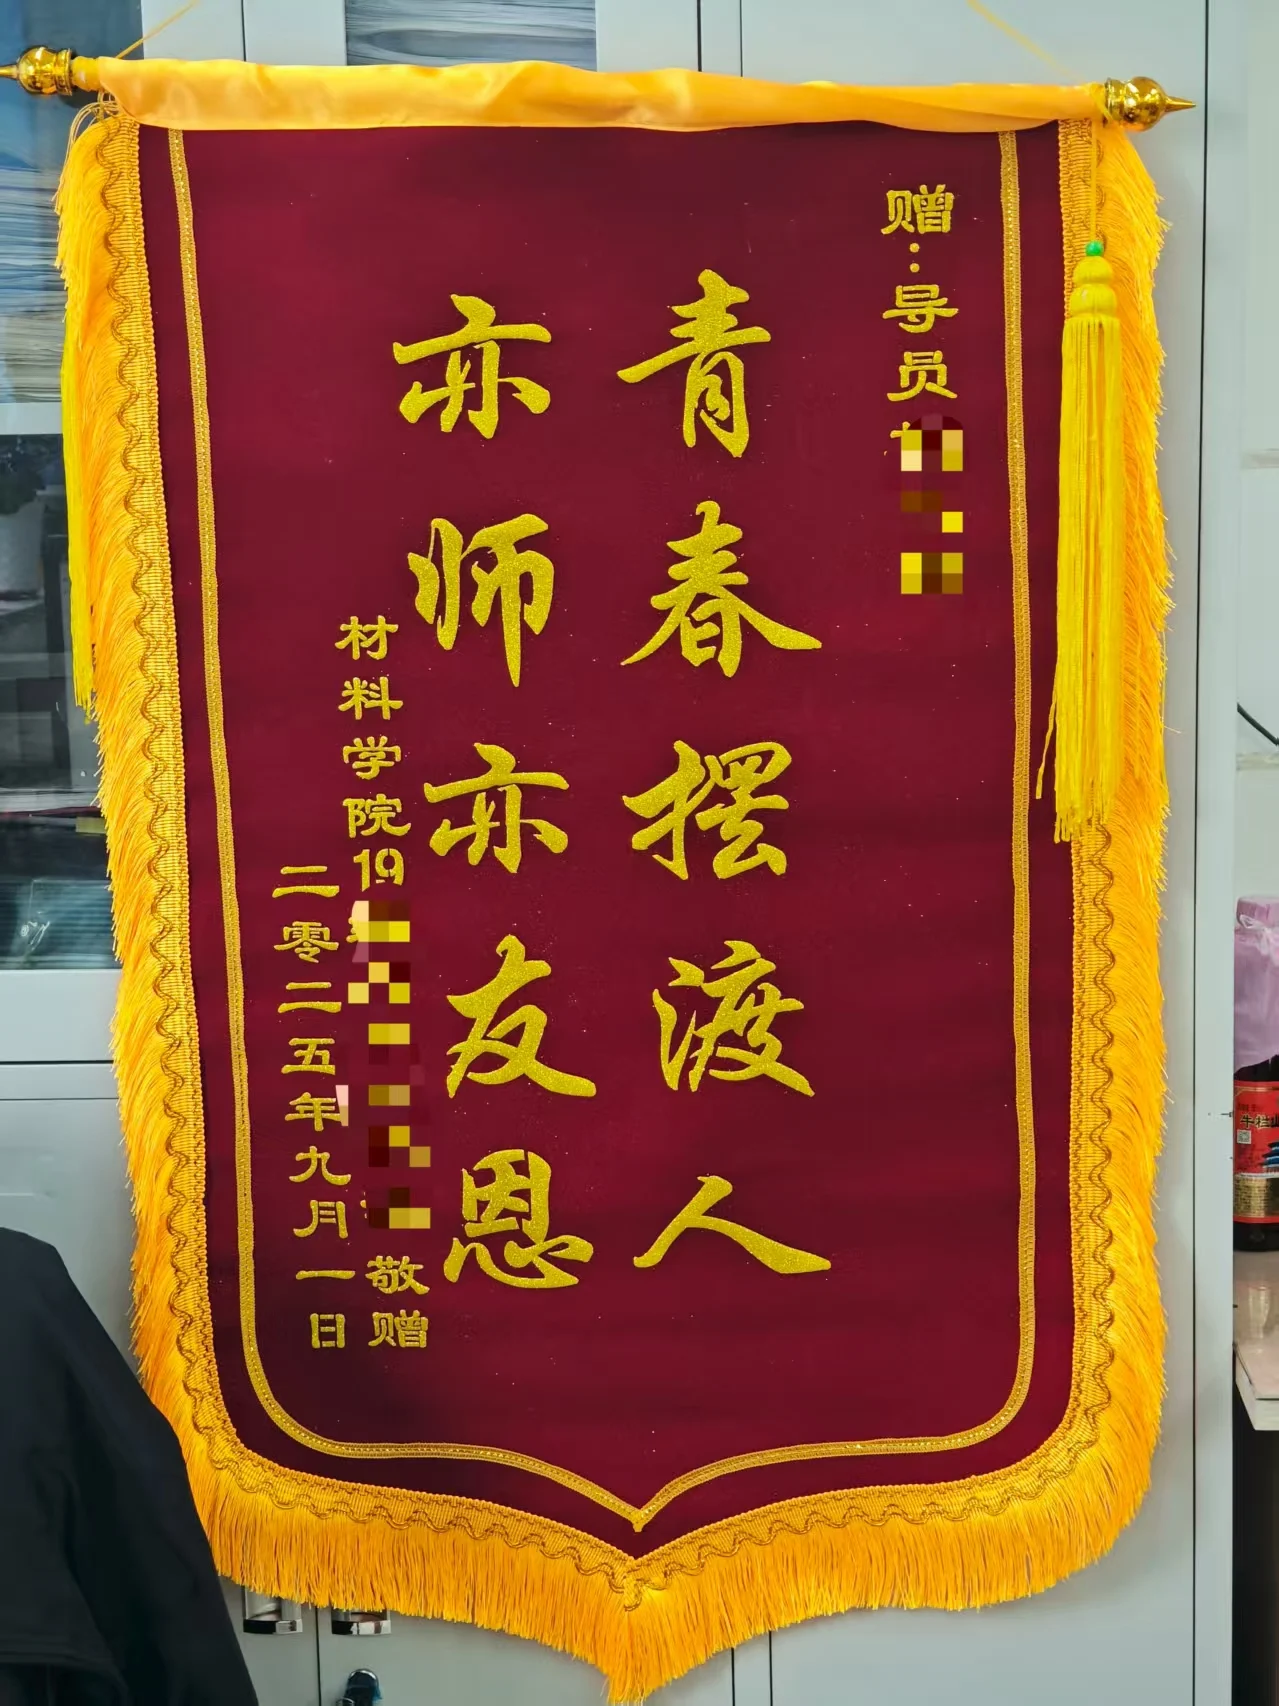 赠:导员
青春摆渡人
亦师亦友恩
材料学院19
敬赠
二零二五年九月一日